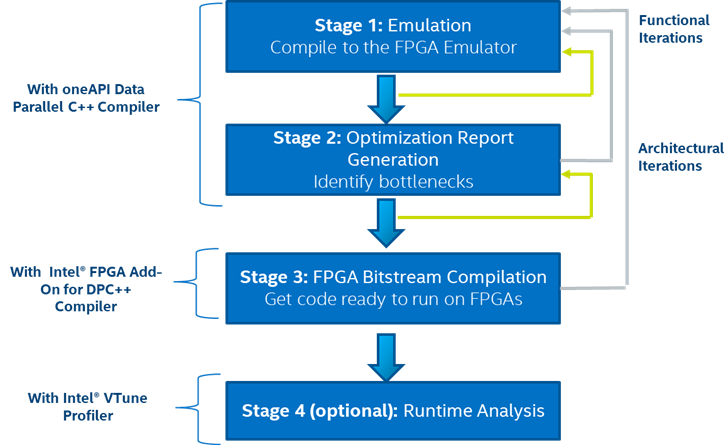 Stage 1: Emulation
Compile to the FPGA Emulator
Functional
Iterations
With oneAPI Data
Parallel C++ Compiler
Stage 2: Optimization Report
Generation
Identify bottlenecks
Architectural
Iterations
With  Intel® FPGA Add-
On for DPC++
Compiler
Stage 3: FPGA Bitstream Compilation
Get code ready to run on FPGAs
With Intel® VTune
Profiler
Stage 4 (optional): Runtime Analysis